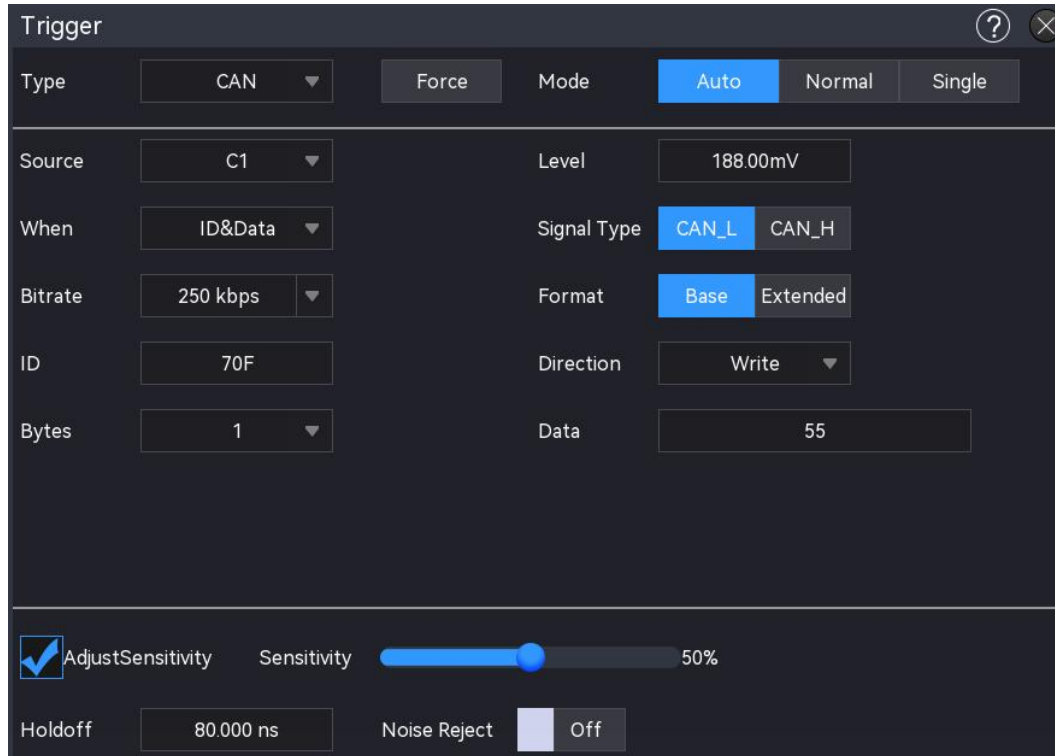 Trigger ?
Type CAN Force Mode Auto Normal Single
Source C1 Level 188.00mV
When ID&Data Signal Type CAN_L CAN_H
Bitrate 250 kbps Format Base Extended
ID 70F Direction Write
Bytes 1 Data 55
AdjustSensitivity Sensitivity 50%
Holdoff 80.000 ns Noise Reject Off